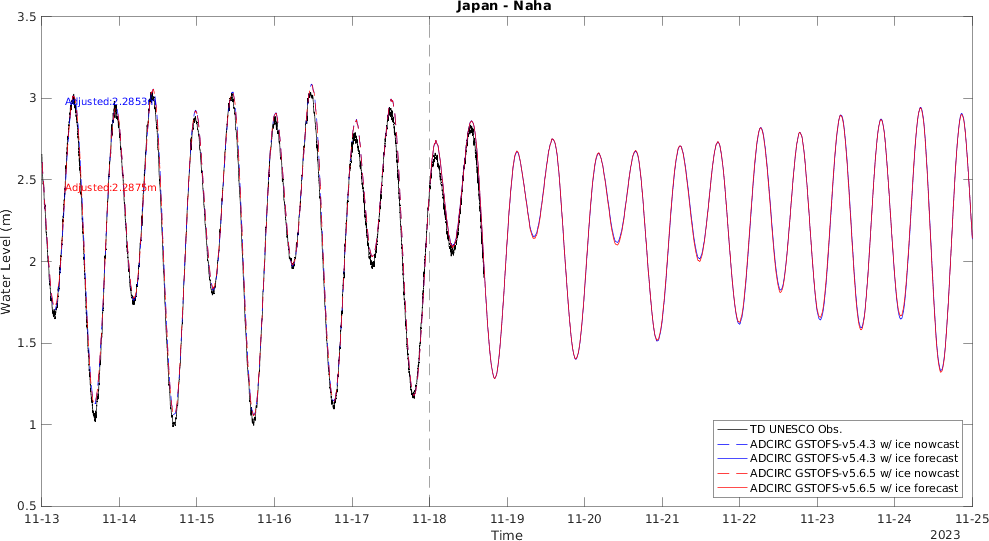 Japan - Naha
3.5
3
2.5
2
1.5
1
0.5
Water Level (m)
Adjusted:2.2853m
Adjusted:2.2875m
TD UNESCO Obs.
ADCIRC GSTOFS-v5.4.3 w/ ice nowcast
ADCIRC GSTOFS-v5.4.3 w/ ice forecast
ADCIRC GSTOFS-v5.6.5 w/ ice nowcast
ADCIRC GSTOFS-v5.6.5 w/ ice forecast
11-13 11-14 11-15 11-16 11-17 11-18 11-19 11-20 11-21 11-22 11-23 11-24 11-25
Time
2023